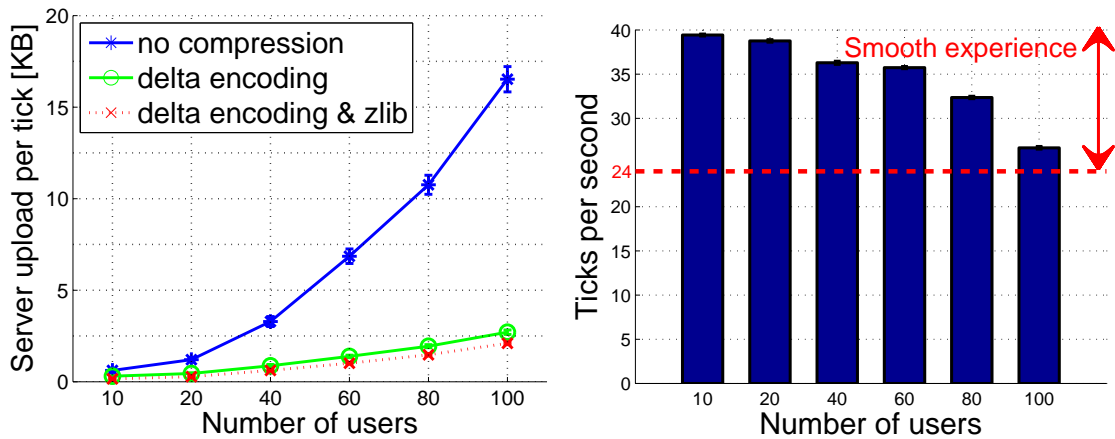 Server upload per tick [KB]
20
15
10
5
0
no compression
delta encoding
delta encoding & zlib
10 20 40 60 80 100
Number of users
Ticks per second
40
35
30
24
20
15
10
5
0
Smooth experience
10 20 40 60 80 100
Number of users